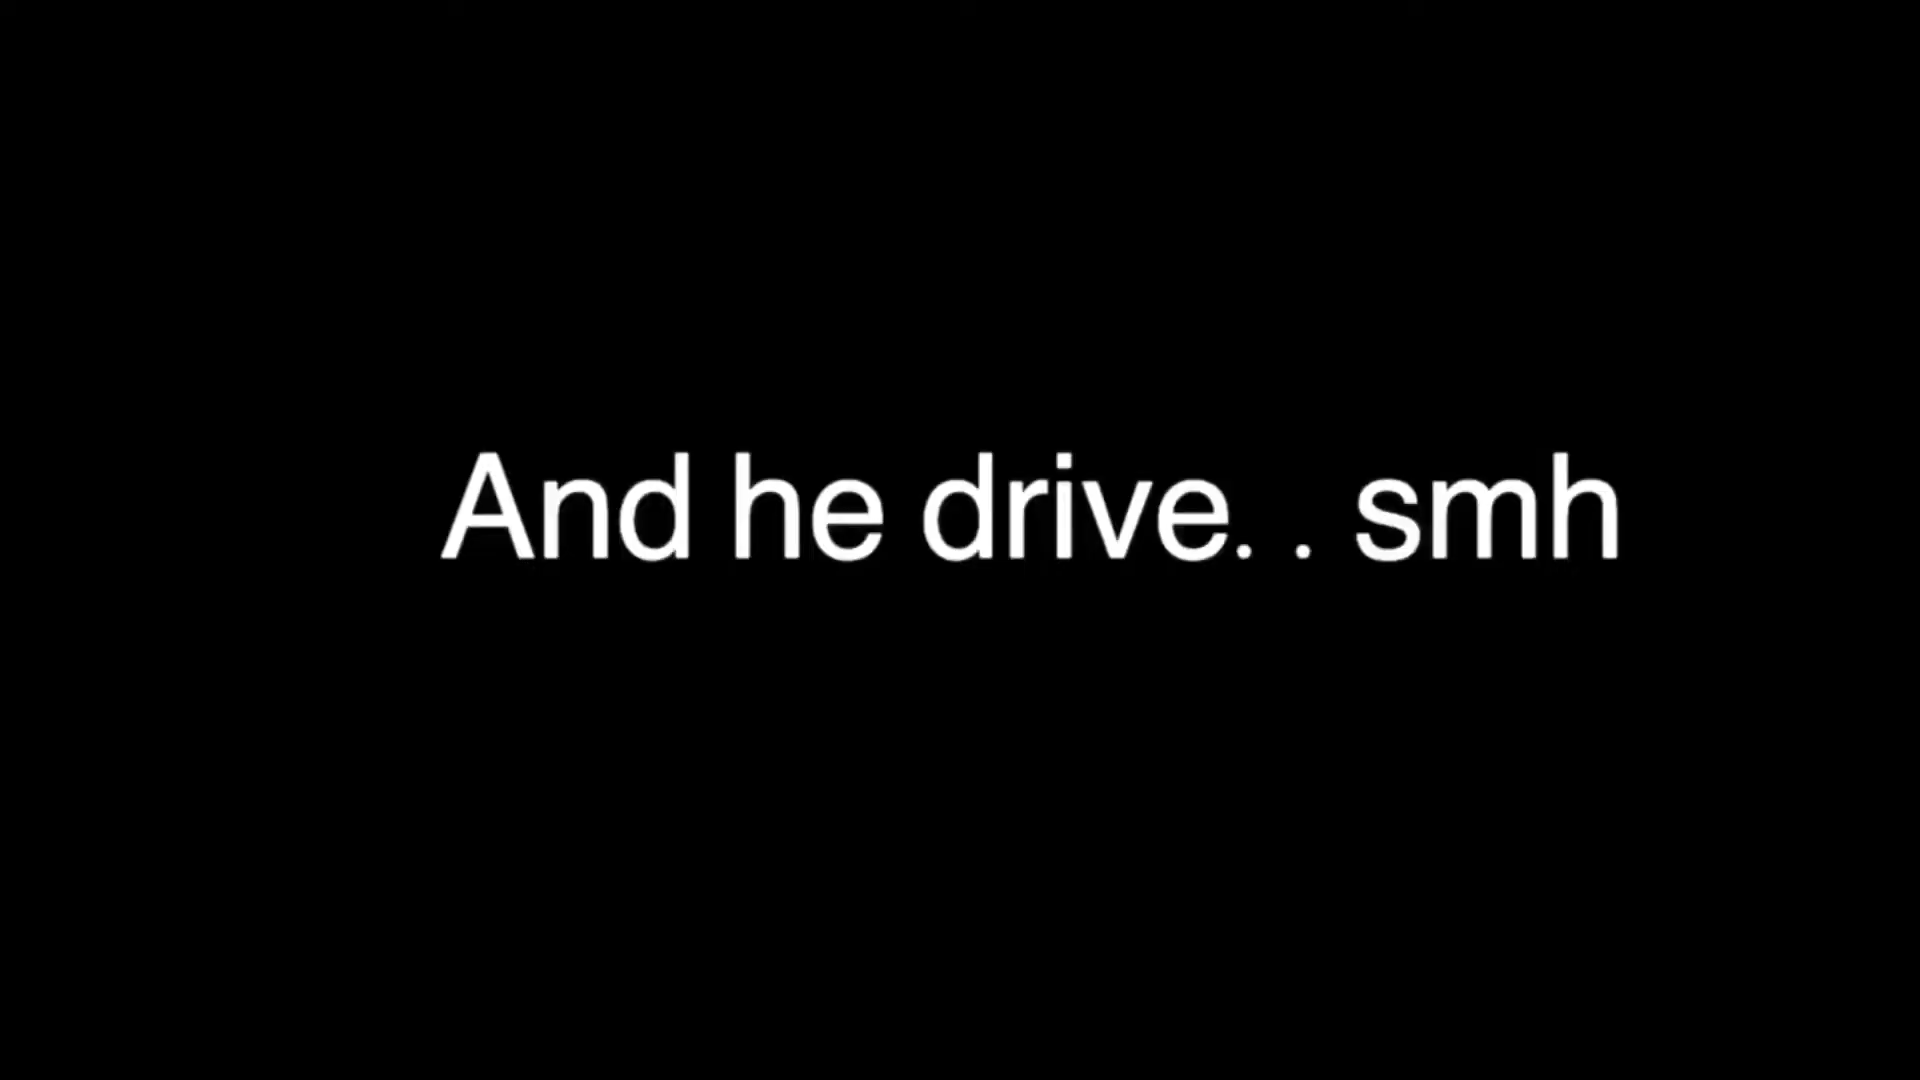 And he drive. . smh